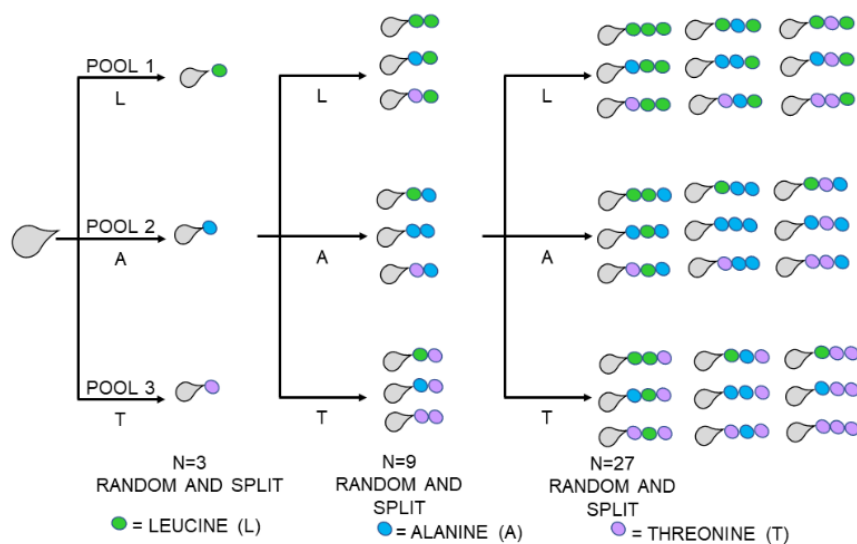 POOL 1
L
L
L
POOL 2
A
A
A
POOL 3
T
T
T
N=3
RANDOM AND SPLIT
N=9
RANDOM AND
SPLIT
N=27
RANDOM AND
SPLIT
= LEUCINE (L)
= ALANINE (A)
= THREONINE (T)